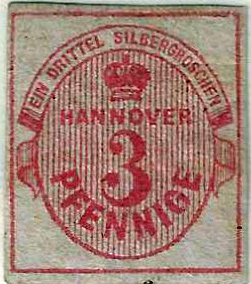 EIN DRITTEL SILBERGROSCHEN
HANNOVER
3
PFENNIGE